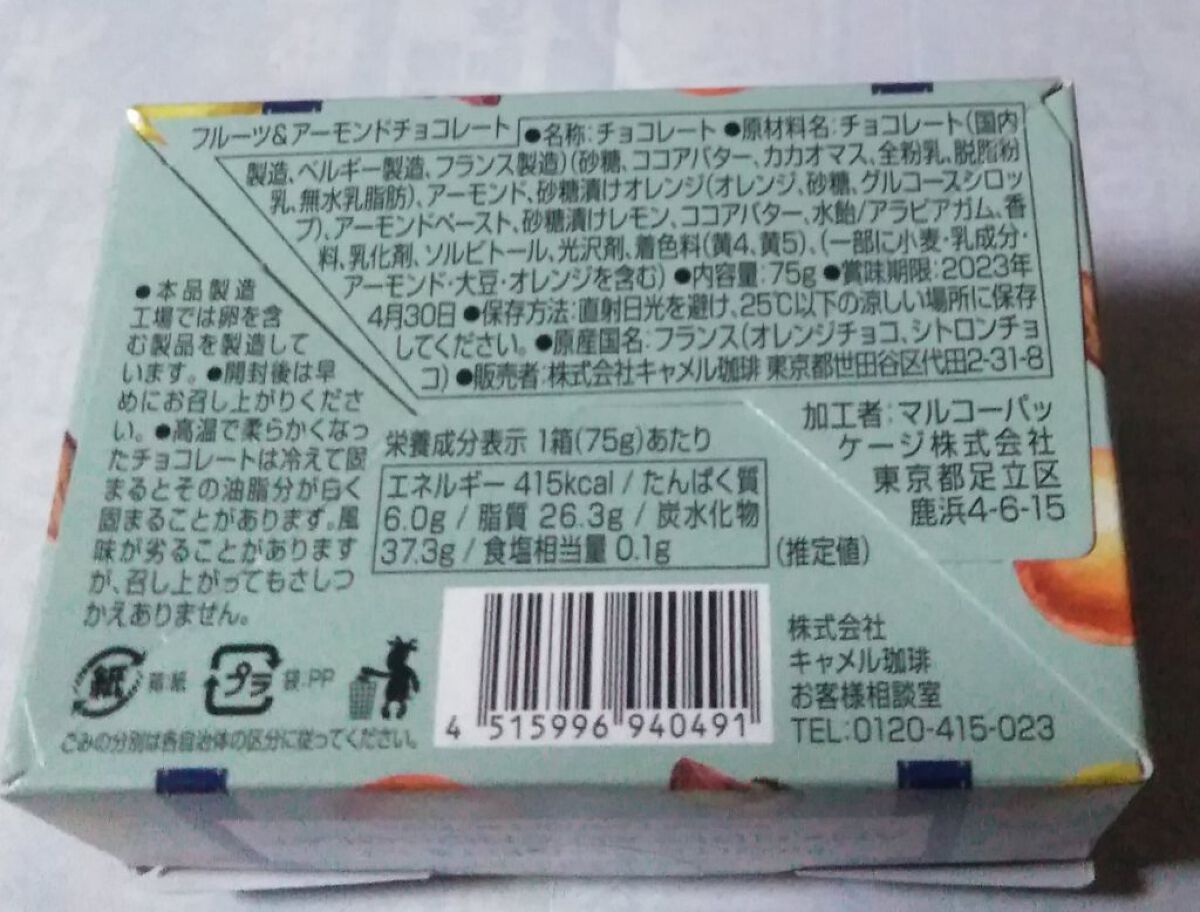 フルーツ&アーモンドチョコレート
●名称:チョコレート ●原材料名:チョコレート(国内
製造、ベルギー製造、フランス製造)(砂糖、ココアバター、カカオマス、全粉乳、脱脂粉
乳、無水乳脂肪)、アーモンド、砂糖漬けオレンジ(オレンジ、砂糖、グルコースシロッ
プ)、アーモンドペースト、砂糖漬けレモン、ココアバター、水飴/アラビアガム、香
料、乳化剤、ソルビトール、光沢剤、着色料(黄4、黄5)、(一部に小麦・乳成分・
アーモンド・大豆・オレンジを含む) ●内容量:75g ●賞味期限:2023年
4月30日 ●保存方法:直射日光を避け、25℃以下の涼しい場所に保存
してください。 ●原産国名:フランス(オレンジチョコ、シトロンチョ
コ) ●販売者:株式会社キャメル珈琲 東京都世田谷区代田2-31-8
加工者:マルコーパッ
ケージ株式会社
東京都足立区
鹿浜4-6-15
●本品製造
工場では卵を含
む製品を製造して
います。●開封後は早
めにお召し上がりくださ
い。●高温で柔らかくなっ
たチョコレートは冷えて固
まるとその油脂分が白く
固まることがあります。風
味が劣ることがあります
が、召し上がってもさしつ
かえありません。
栄養成分表示 1箱(75g)あたり
エネルギー 415kcal / たんぱく質
6.0g / 脂質 26.3g / 炭水化物
37.3g / 食塩相当量 0.1g
(推定値)
紙 箱:紙 プラ 袋:PP
ごみの分別は各自治体の区分に従ってください。
4 515996 940491
株式会社
キャメル珈琲
お客様相談室
TEL:0120-415-023